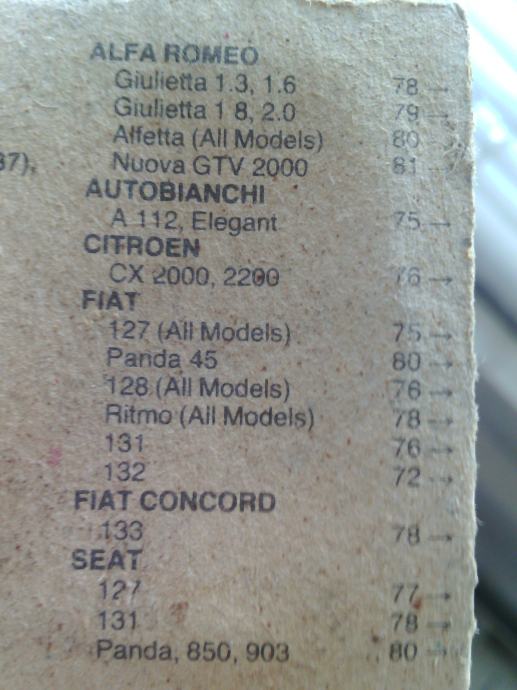 ALFA ROMEO
Giulietta 1.3, 1.6 78→
Giulietta 1 8, 2.0 79→
Alfetta (All Models) 80→
37), Nuova GTV 2000 81→
AUTOBIANCHI
A 112, Elegant 75→
CITROEN
CX 2000, 2200 76→
FIAT
127 (All Models) 75→
Panda 45 80→
128 (All Models) 76→
Ritmo (All Models) 78→
131 76→
132 72→
FIAT CONCORD
133 78→
SEAT
127 77→
131 78→
Panda, 850, 903 80→